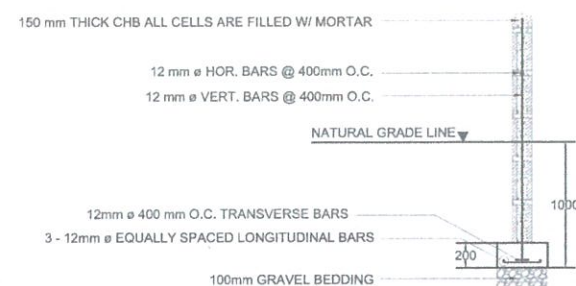 150 mm THICK CHB ALL CELLS ARE FILLED W/ MORTAR
12 mm ø HOR. BARS @ 400mm O.C.
12 mm ø VERT. BARS @ 400mm O.C.
NATURAL GRADE LINE
1000
12mm ø 400 mm O.C. TRANSVERSE BARS
3 - 12mm ø EQUALLY SPACED LONGITUDINAL BARS
200
100mm GRAVEL BEDDING